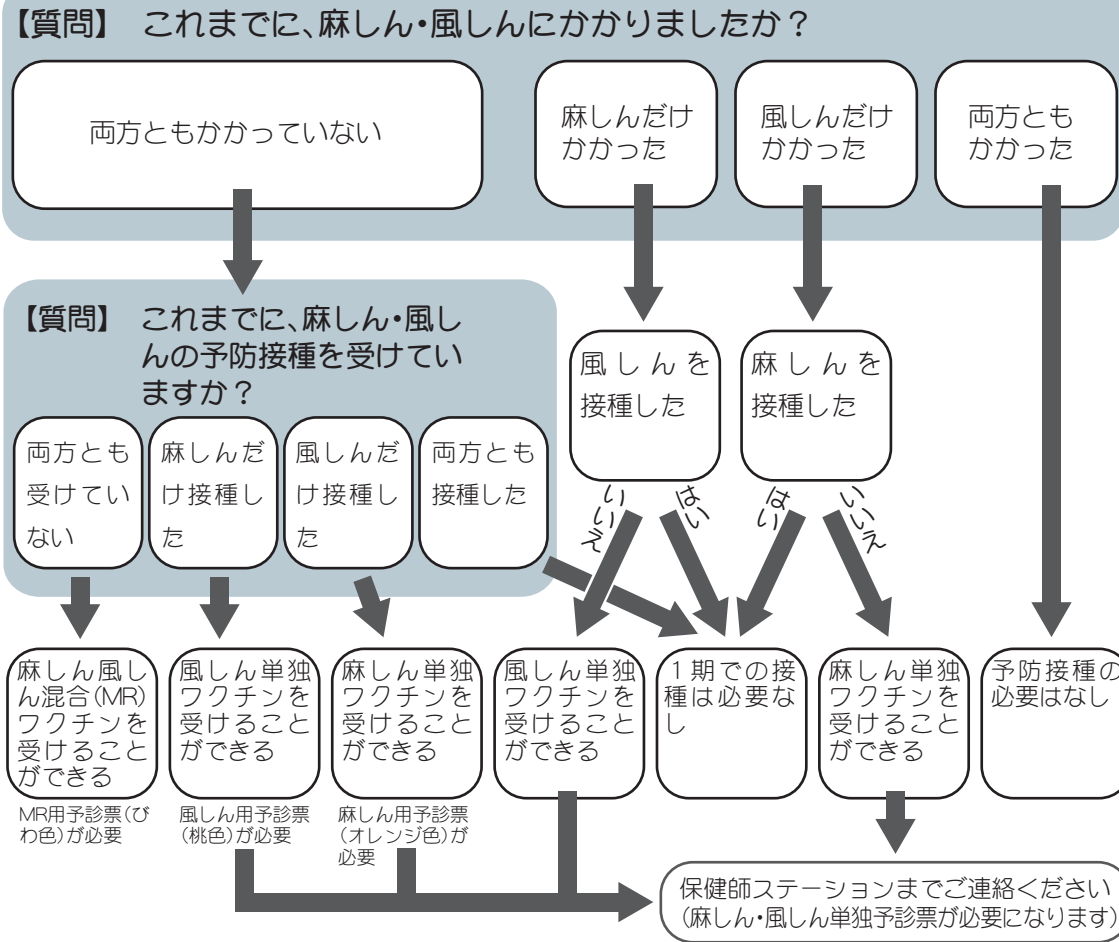 【質問】 これまでに、麻しん・風しんにかかりましたか？
両方ともかかっていない
麻しんだけ
かかった
風しんだけ
かかった
両方とも
かかった
【質問】 これまでに、麻しん・風し
んの予防接種を受けてい
ますか？
両方とも
受けてい
ない
麻しんだ
け接種し
た
風しんだ
け接種し
た
両方とも
接種した
風しんを
接種した
麻しんを
接種した
いいえ
はい
はい
いいえ
麻しん風し
ん混合(MR)
ワクチンを
受けること
ができる
風しん単独
ワクチンを
受けること
ができる
麻しん単独
ワクチンを
受けること
ができる
風しん単独
ワクチンを
受けること
ができる
１期での接
種は必要な
し
麻しん単独
ワクチンを
受けること
ができる
予防接種の
必要はなし
MR用予診票(び
わ色)が必要
風しん用予診票
(桃色)が必要
麻しん用予診票
(オレンジ色)が
必要
保健師ステーションまでご連絡ください
(麻しん・風しん単独予診票が必要になります)